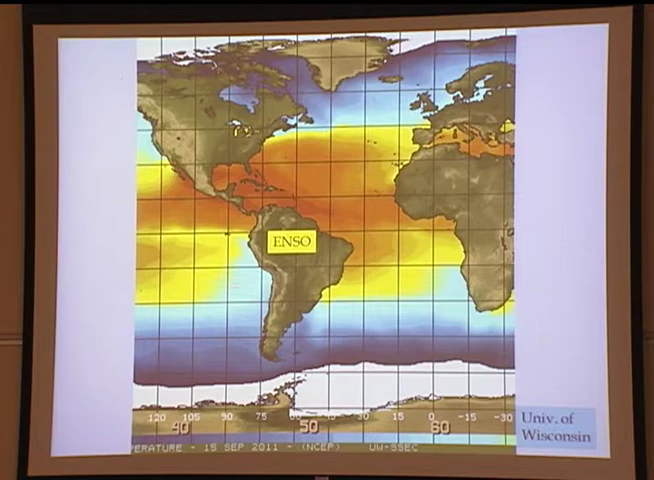 ENSO
120 105 90 75 60 45 30 15 0 -15 -30
40 50 60
PERATURE - 15 SEP 2011 - (NCEP) UW-SSEC
Univ. of
Wisconsin